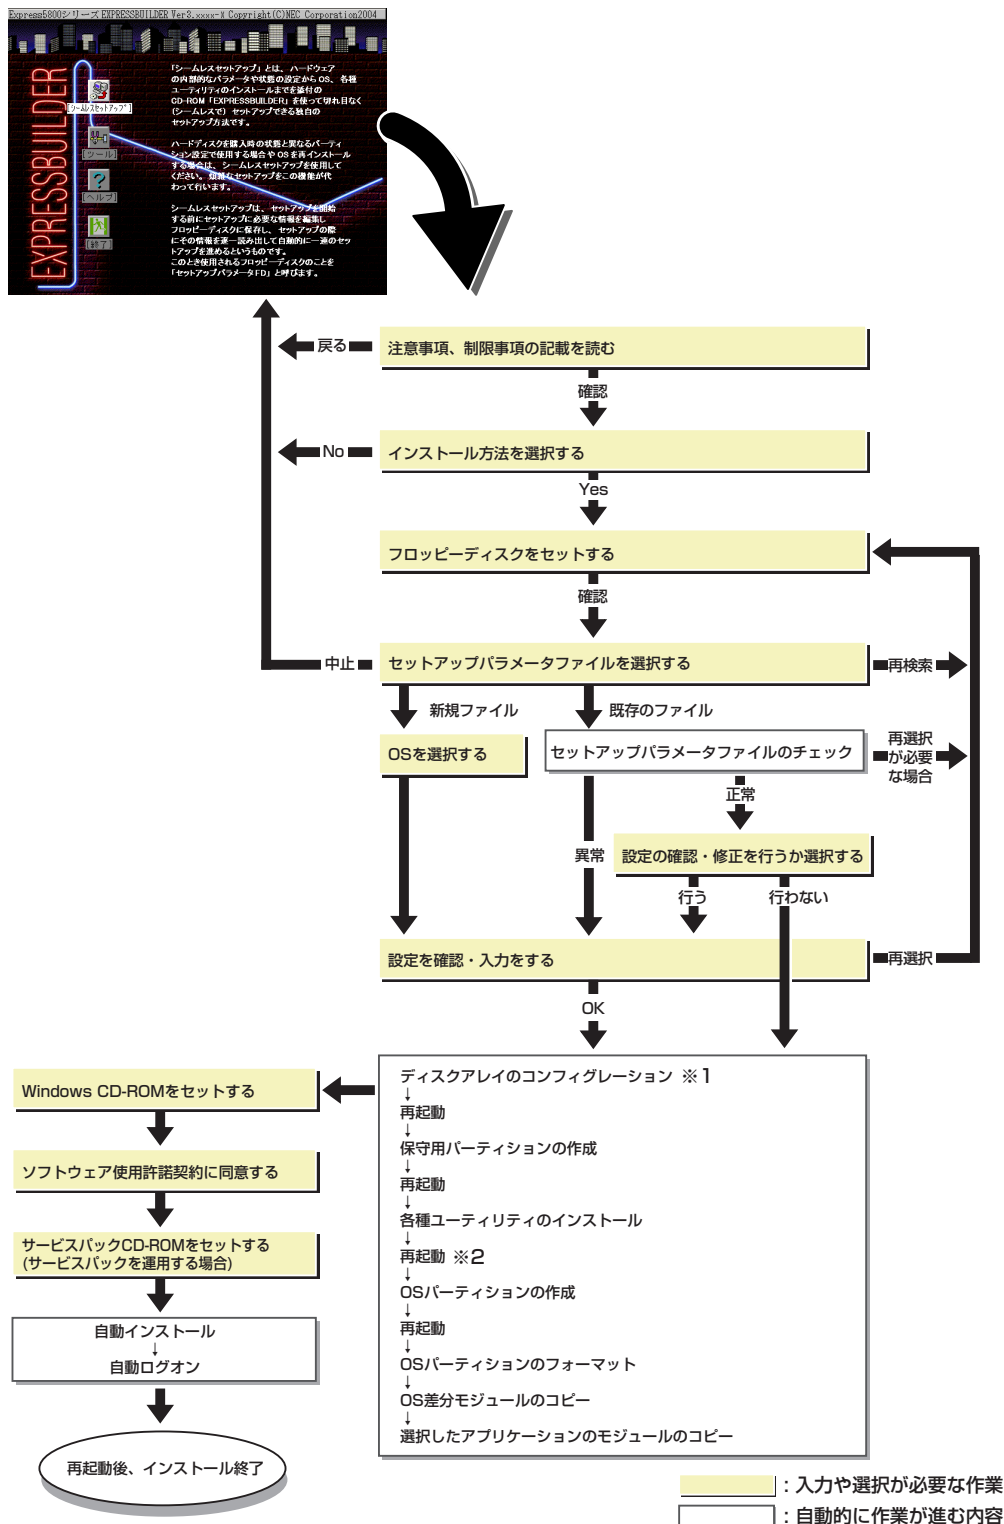 Express5800シリーズ EXPRESSBUILDER Ver3.xxxx-x Copyright(C)NEC Corporation2004
EXPRESSBUILDER
[シームレスセットアップ]
[ツール]
[ヘルプ]
[終了]
「シームレスセットアップ」とは、ハードウェア
の内部的なパラメータや状態の設定から OS、各種
ユーティリティのインストールまでを添付の
CD-ROM「EXPRESSBUILDER」を使って切れ目なく
(シームレスで) セットアップできる独自の
セットアップ方法です。
ハードディスクを購入時の状態と異なるパーティ
ション設定で使用する場合や OS を再インストール
する場合は、シームレスセットアップを使用して
ください。煩雑なセットアップをこの機能が代
わって行います。
シームレスセットアップは、セットアップを開始
する前にセットアップに必要な情報を編集し
フロッピーディスクに保存し、セットアップの際
にその情報を逐一読み出して自動的に一連のセッ
トアップを進めるというものです。
このとき使用されるフロッピーディスクのことを
「セットアップパラメータFD」と呼びます。
戻る
注意事項、制限事項の記載を読む
確認
No
インストール方法を選択する
Yes
フロッピーディスクをセットする
確認
中止
セットアップパラメータファイルを選択する
再検索
新規ファイル
既存のファイル
OSを選択する
セットアップパラメータファイルのチェック
再選択
が必要
な場合
正常
異常
設定の確認・修正を行うか選択する
行う
行わない
設定を確認・入力をする
再選択
OK
ディスクアレイのコンフィグレーション ※1
↓
再起動
↓
保守用パーティションの作成
↓
再起動
↓
各種ユーティリティのインストール
↓
再起動 ※2
↓
OSパーティションの作成
↓
再起動
↓
OSパーティションのフォーマット
↓
OS差分モジュールのコピー
↓
選択したアプリケーションのモジュールのコピー
Windows CD-ROMをセットする
ソフトウェア使用許諾契約に同意する
サービスパックCD-ROMをセットする
(サービスパックを運用する場合)
自動インストール
↓
自動ログオン
再起動後、インストール終了
：入力や選択が必要な作業
：自動的に作業が進む内容